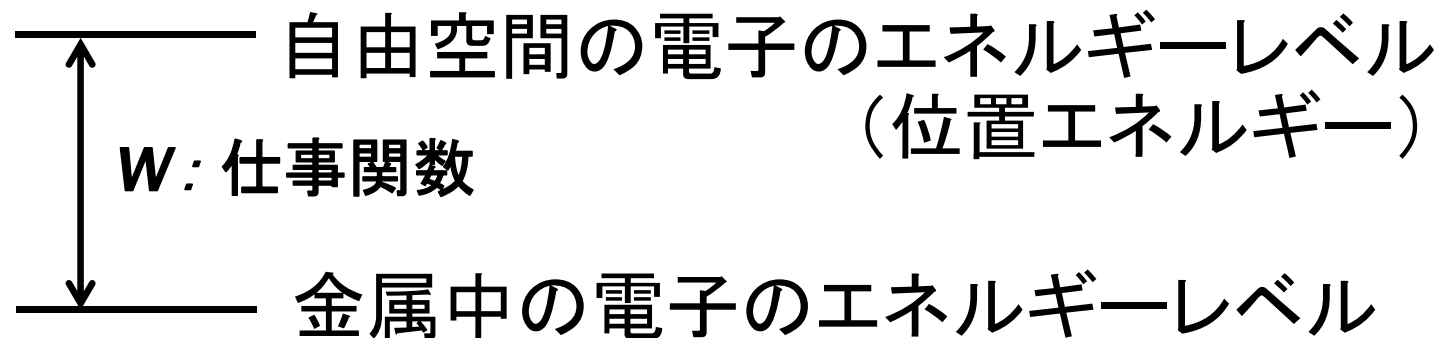 自由空間の電子のエネルギーレベル
（位置エネルギー）
W: 仕事関数
金属中の電子のエネルギーレベル